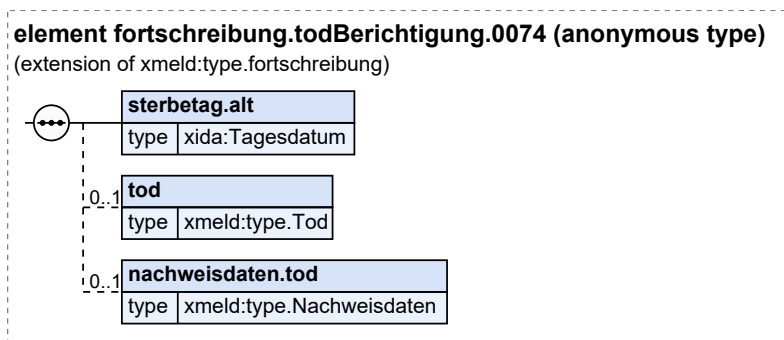 element fortschreibung.todBerichtigung.0074 (anonymous type)
(extension of xmeld:type.fortschreibung)
sterbetag.alt
type xida:Tagesdatum
0..1 tod
type xmeld:type.Tod
0..1 nachweisdaten.tod
type xmeld:type.Nachweisdaten